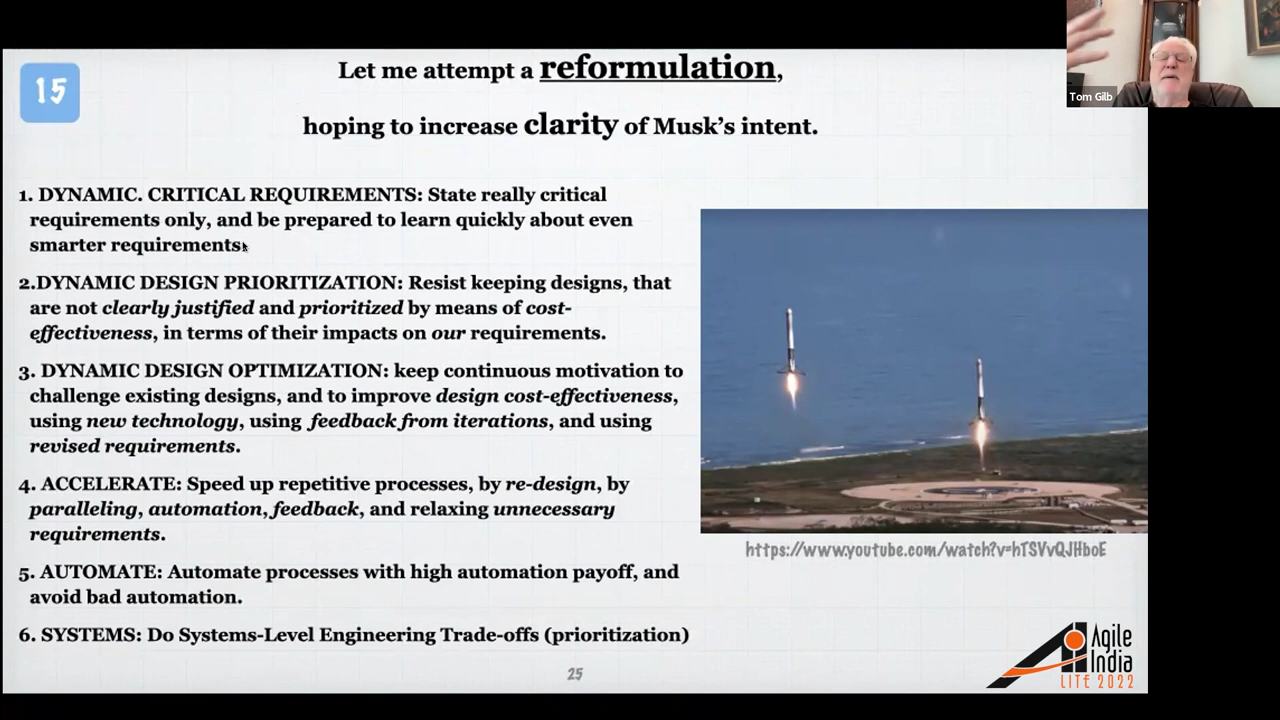 15
Let me attempt a reformulation,
hoping to increase clarity of Musk's intent.
Tom Gilb
1. DYNAMIC. CRITICAL REQUIREMENTS: State really critical
requirements only, and be prepared to learn quickly about even
smarter requirements.
2.DYNAMIC DESIGN PRIORITIZATION: Resist keeping designs, that
are not clearly justified and prioritized by means of cost-
effectiveness, in terms of their impacts on our requirements.
3. DYNAMIC DESIGN OPTIMIZATION: keep continuous motivation to
challenge existing designs, and to improve design cost-effectiveness,
using new technology, using feedback from iterations, and using
revised requirements.
4. ACCELERATE: Speed up repetitive processes, by re-design, by
paralleling, automation, feedback, and relaxing unnecessary
requirements.
5. AUTOMATE: Automate processes with high automation payoff, and
avoid bad automation.
6. SYSTEMS: Do Systems-Level Engineering Trade-offs (prioritization)
https://www.youtube.com/watch?v=hTSVvQJHboE
25
Agile
India
LITE 2022